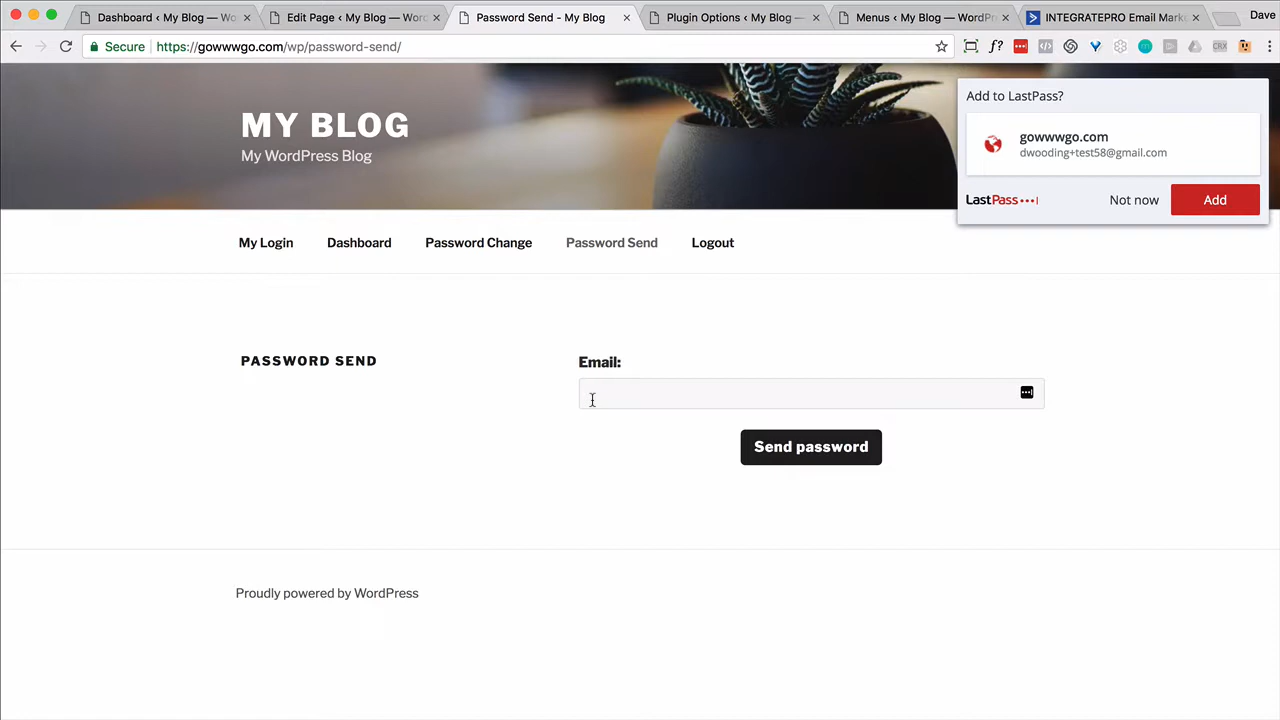 Dashboard ‹ My Blog — Wo
Edit Page ‹ My Blog — Word
Password Send - My Blog
Plugin Options ‹ My Blog —
Menus ‹ My Blog — WordPr
INTEGRATEPRO Email Mark
Dave
Secure
https://gowwwgo.com/wp/password-send/
f?
CRX
Add to LastPass?
gowwwgo.com
dwooding+test58@gmail.com
LastPass
Not now
Add
MY BLOG
My WordPress Blog
My Login
Dashboard
Password Change
Password Send
Logout
PASSWORD SEND
Email:
Send password
Proudly powered by WordPress